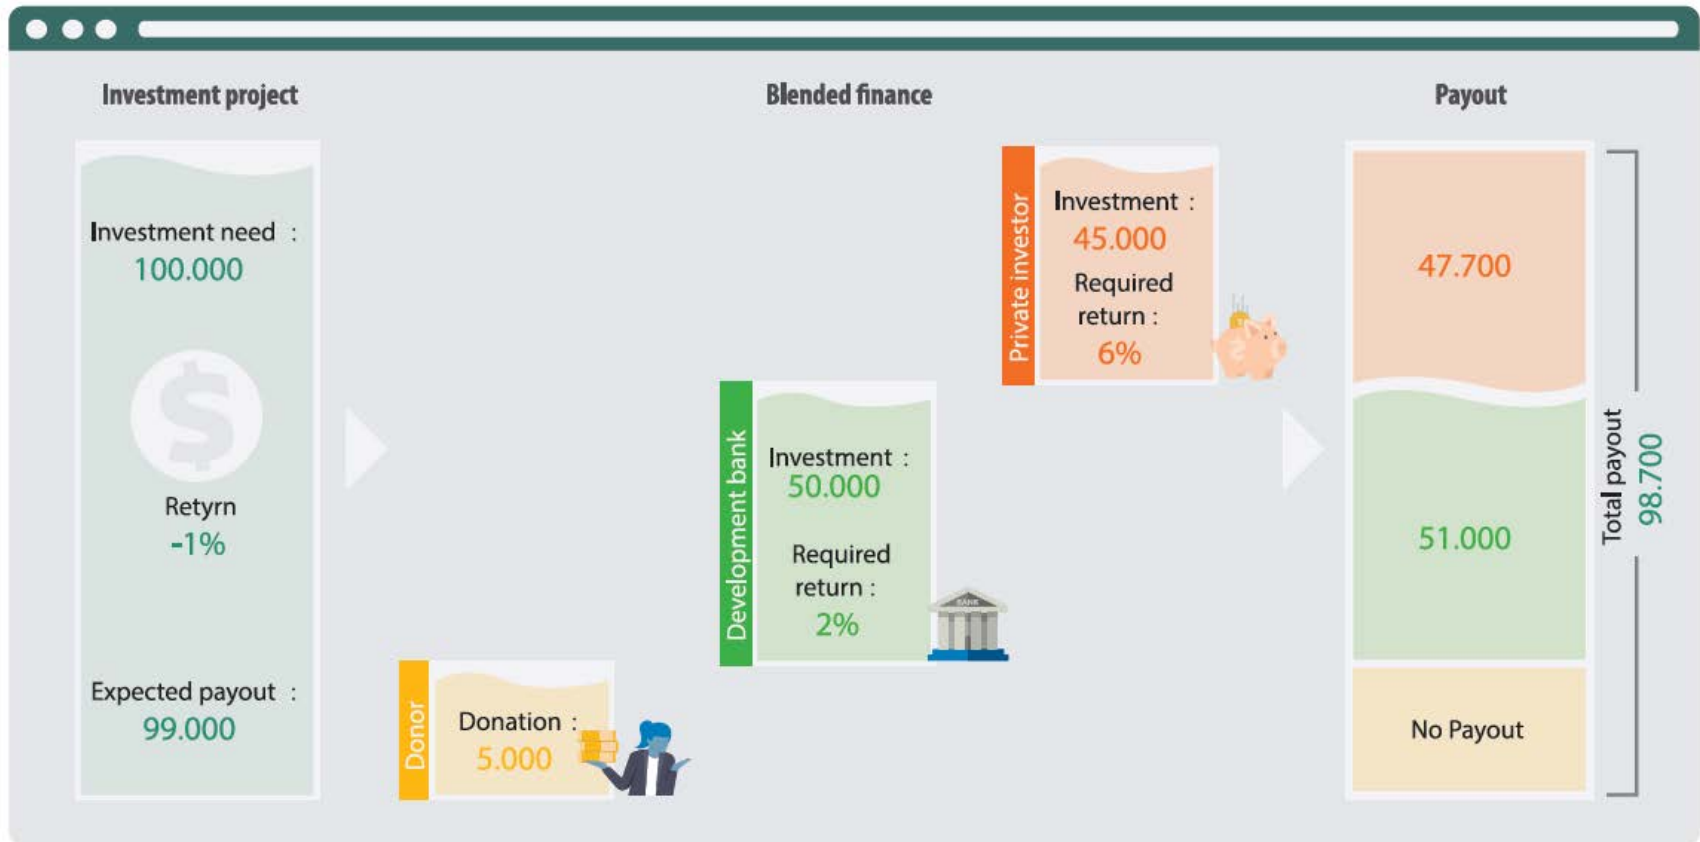 Investment project
Blended finance
Payout
Investment need :
100.000
Retyrn
-1%
Expected payout :
99.000
Donor
Donation :
5.000
Development bank
Investment :
50.000
Required
return :
2%
BANK
Private investor
Investment :
45.000
Required
return :
6%
47.700
51.000
No Payout
Total payout
98.700